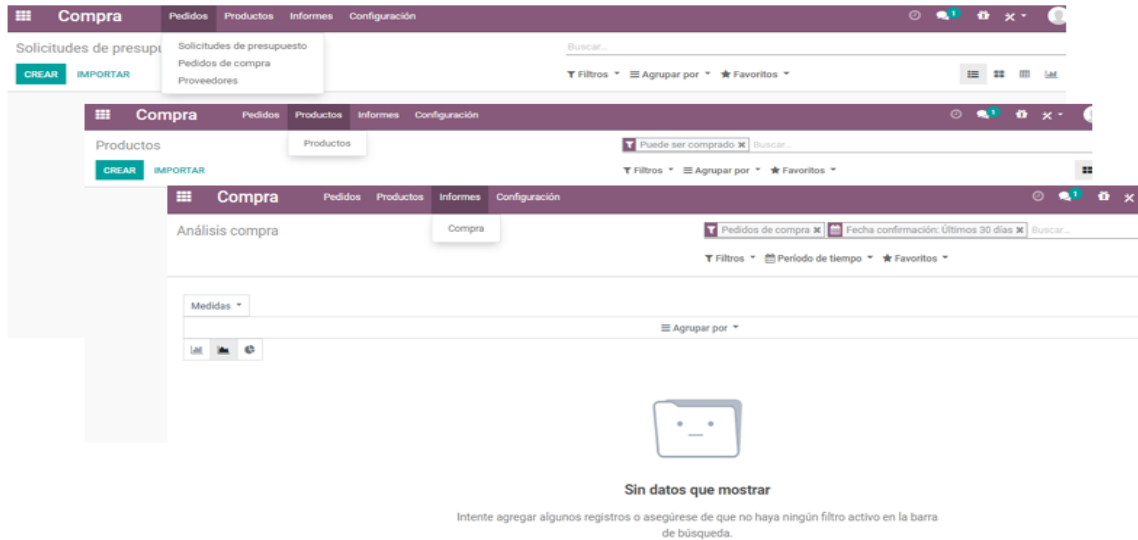 Compra Pedidos Productos Informes Configuración 1
Solicitudes de presupu Buscar...
CREAR IMPORTAR Filtros Agrupar por Favoritos
Solicitudes de presupuesto
Pedidos de compra
Proveedores
Compra Pedidos Productos Informes Configuración 1
Productos Puede ser comprado Buscar...
Productos
CREAR IMPORTAR Filtros Agrupar por Favoritos
Compra Pedidos Productos Informes Configuración 1
Análisis compra Pedidos de compra Fecha confirmación: Últimos 30 días Buscar...
Compra
Filtros Período de tiempo Favoritos
Medidas
Agrupar por
Sin datos que mostrar
Intente agregar algunos registros o asegúrese de que no haya ningún filtro activo en la barra
de búsqueda.